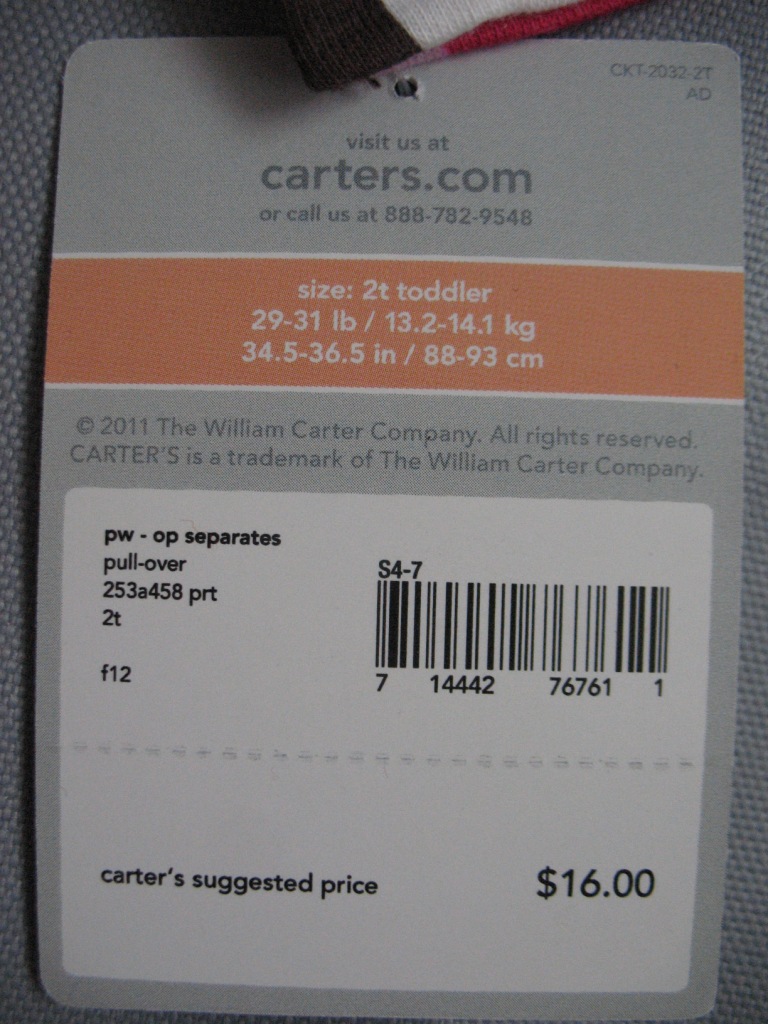 CKT-2032-2T
AD
visit us at
carters.com
or call us at 888-782-9548
size: 2t toddler
29-31 lb / 13.2-14.1 kg
34.5-36.5 in / 88-93 cm
© 2011 The William Carter Company. All rights reserved.
CARTER'S is a trademark of The William Carter Company.
pw - op separates
pull-over
253a458 prt
2t
f12
S4-7
7 14442 76761 1
carter's suggested price $16.00